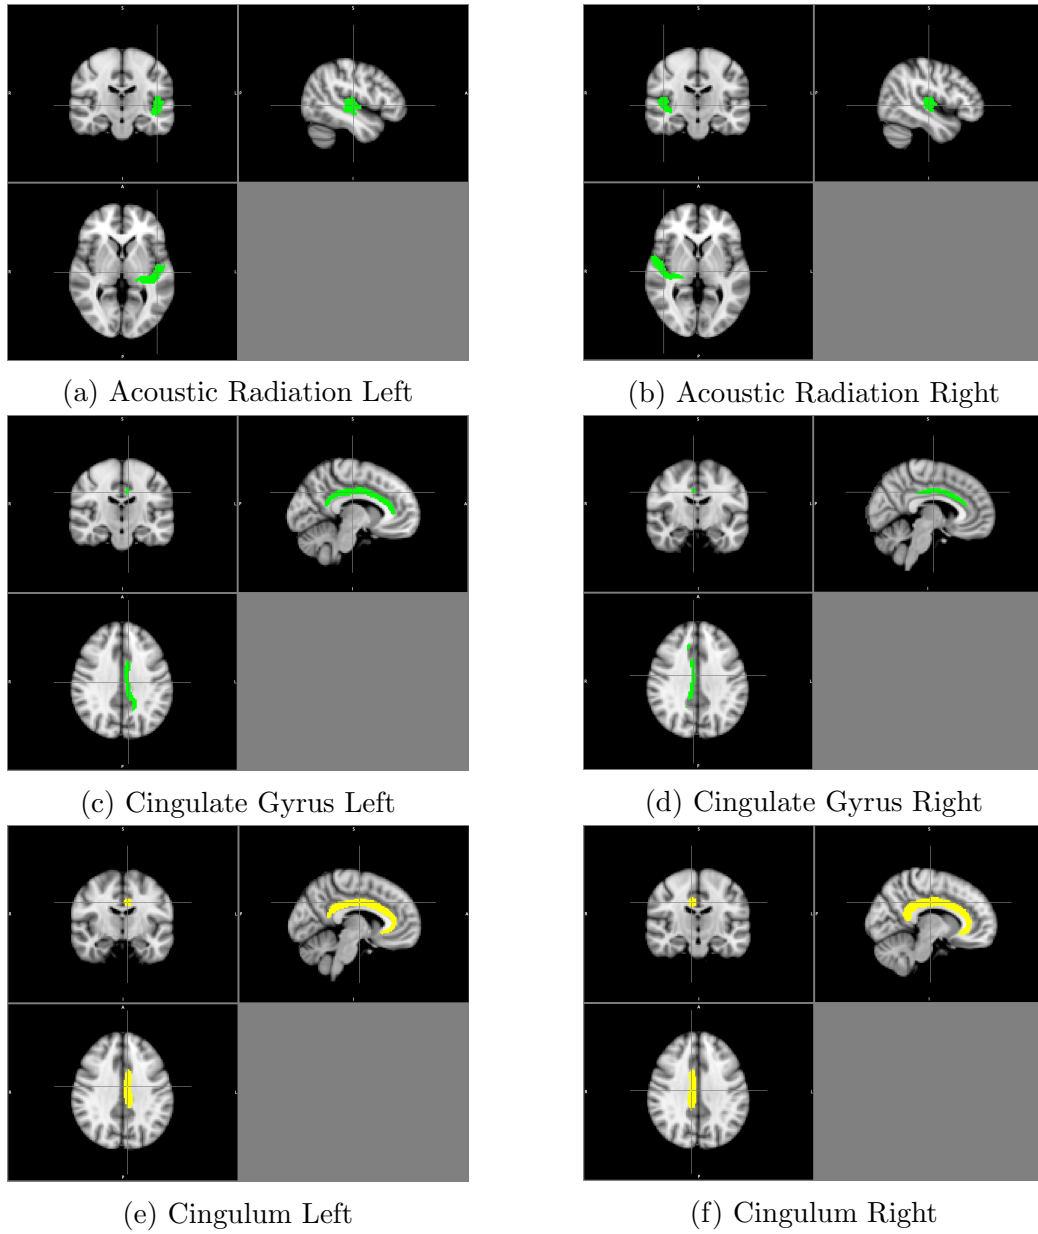 S
S
R
L
P
A
A
R
L
P
S
S
R
L
P
A
R
L
P
(a) Acoustic Radiation Left
(b) Acoustic Radiation Right
S
S
R
L
P
A
I
I
A
R
L
P
S
S
R
L
P
A
R
L
P
(c) Cingulate Gyrus Left
(d) Cingulate Gyrus Right
S
S
R
L
P
A
I
I
A
R
L
P
S
S
R
L
P
I
I
A
R
L
P
(e) Cingulum Left
(f) Cingulum Right